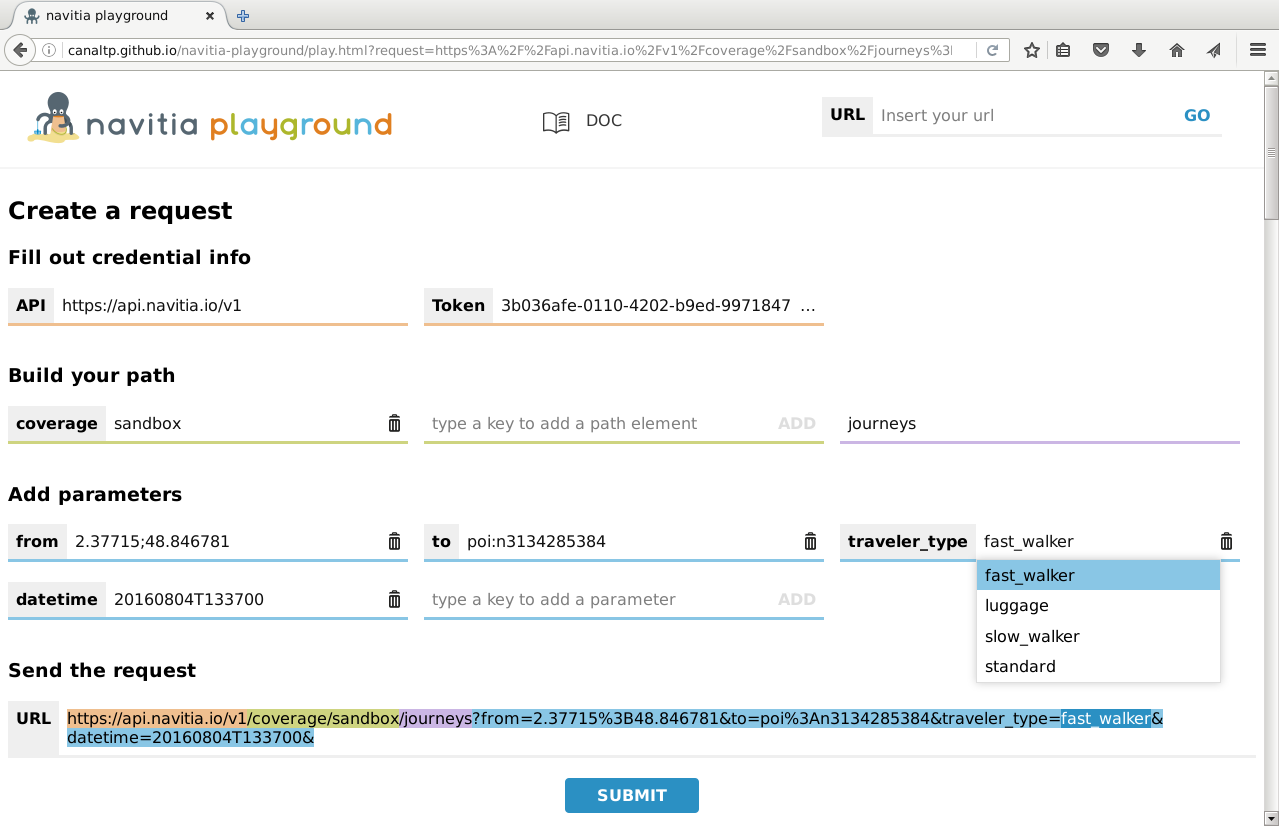 navitia playground
canaltp.github.io/navitia-playground/play.html?request=https%3A%2F%2Fapi.navitia.io%2Fv1%2Fcoverage%2Fsandbox%2Fjourneys%3
navitia playground
DOC
URL Insert your url GO
Create a request
Fill out credential info
API https://api.navitia.io/v1
Token 3b036afe-0110-4202-b9ed-9971847 ...
Build your path
coverage sandbox
type a key to add a path element ADD
journeys
Add parameters
from 2.37715;48.846781
to poi:n3134285384
traveler_type fast_walker
fast_walker
luggage
slow_walker
standard
datetime 20160804T133700
type a key to add a parameter ADD
Send the request
URL https://api.navitia.io/v1/coverage/sandbox/journeys?from=2.37715%3B48.846781&to=poi%3An3134285384&traveler_type=fast_walker&
datetime=20160804T133700&
SUBMIT